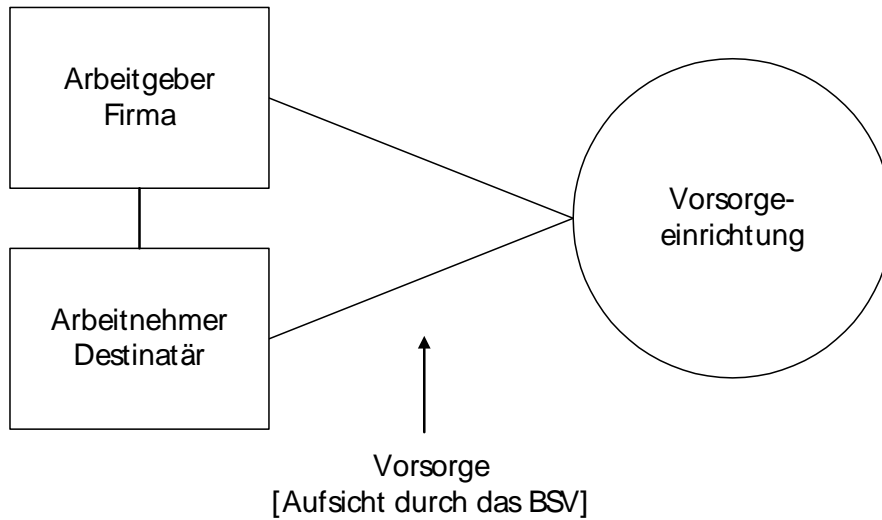 Arbeitgeber
Firma
Vorsorge-
einrichtung
Arbeitnehmer
Destinatär
Vorsorge
[Aufsicht durch das BSV]